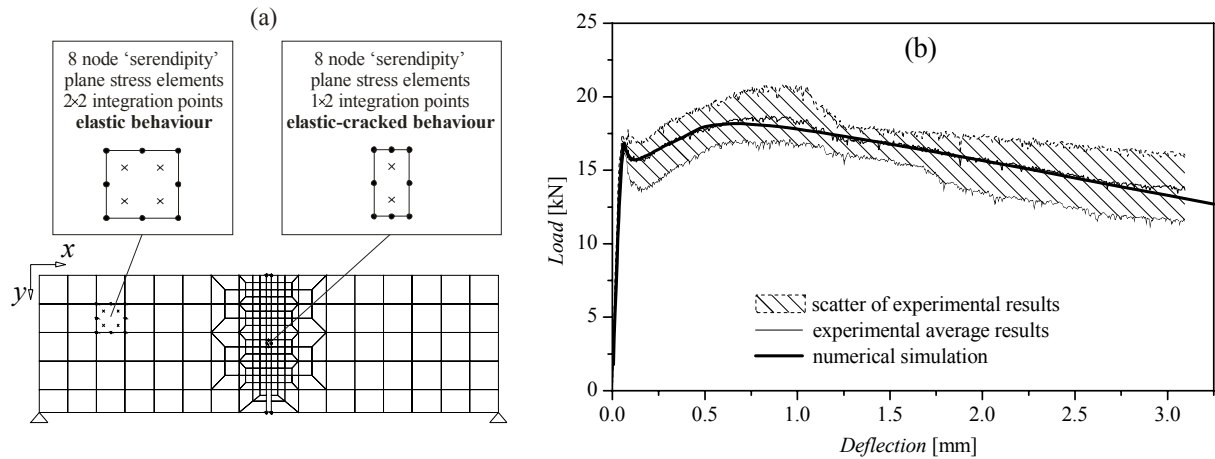 (a)
8 node ‘serendipity’
plane stress elements
2×2 integration points
elastic behaviour
8 node ‘serendipity’
plane stress elements
1×2 integration points
elastic-cracked behaviour
x
y
(b)
25
20
15
10
5
0
Load [kN]
scatter of experimental results
experimental average results
numerical simulation
0.0 0.5 1.0 1.5 2.0 2.5 3.0
Deflection [mm]